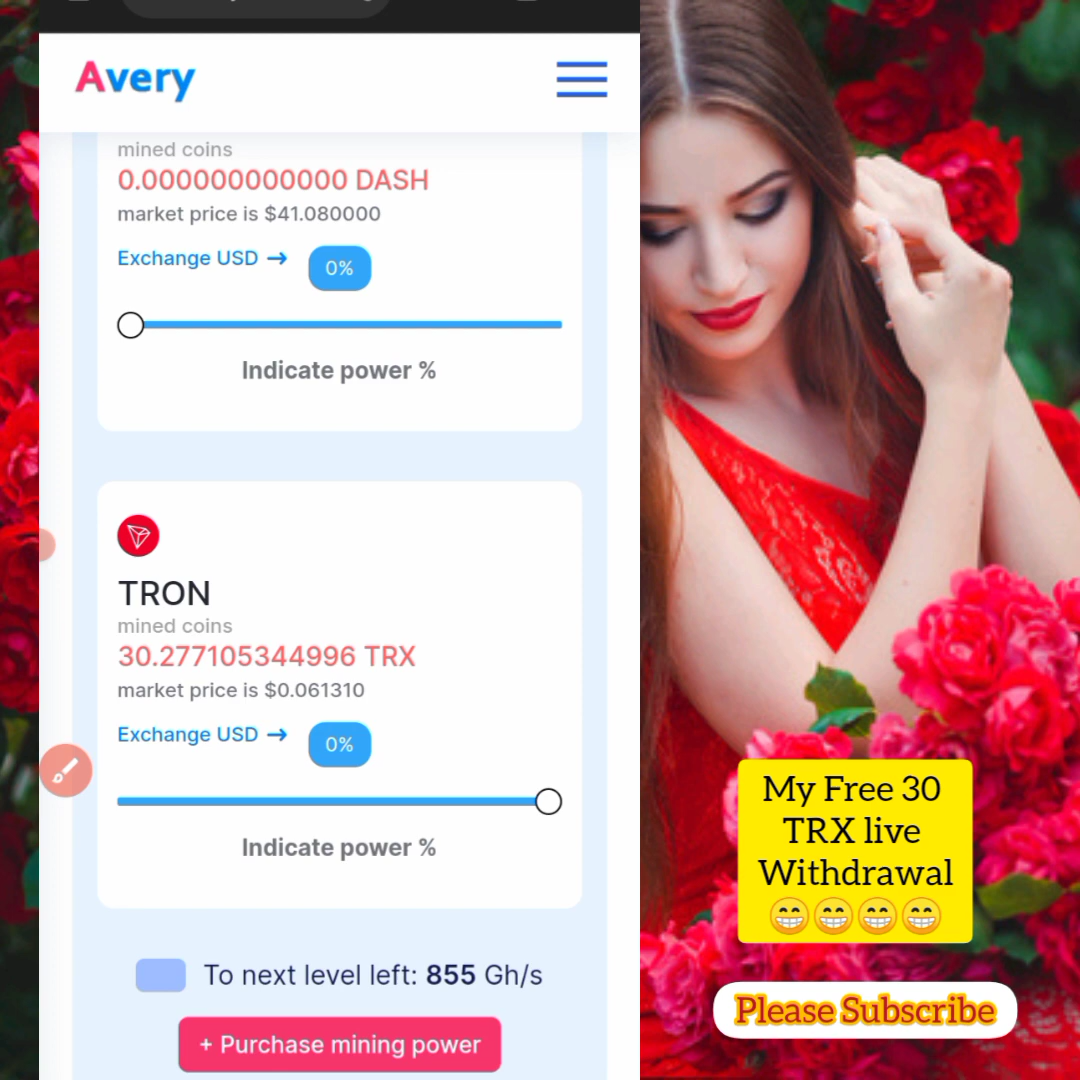 Avery
mined coins
0.000000000000 DASH
market price is $41.080000
Exchange USD → 0%
Indicate power %
TRON
mined coins
30.277105344996 TRX
market price is $0.061310
Exchange USD → 0%
Indicate power %
To next level left: 855 Gh/s
+ Purchase mining power
My Free 30
TRX live
Withdrawal
😁😁😁😁
Please Subscribe